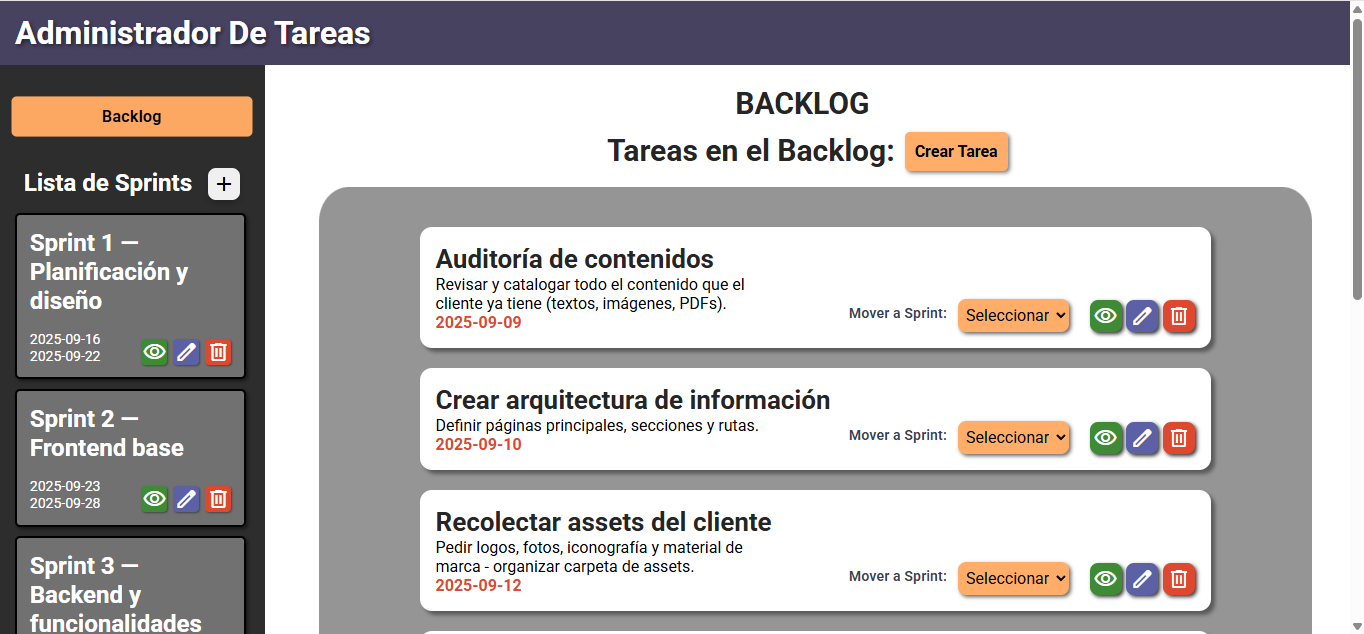 Administrador De Tareas
Backlog
Lista de Sprints +
Sprint 1 —
Planificación y
diseño
2025-09-16
2025-09-22
Sprint 2 —
Frontend base
2025-09-23
2025-09-28
Sprint 3 —
Backend y
funcionalidades
BACKLOG
Tareas en el Backlog: Crear Tarea
Auditoría de contenidos
Revisar y catalogar todo el contenido que el
cliente ya tiene (textos, imágenes, PDFs).
2025-09-09
Mover a Sprint: Seleccionar
Crear arquitectura de información
Definir páginas principales, secciones y rutas.
2025-09-10
Mover a Sprint: Seleccionar
Recolectar assets del cliente
Pedir logos, fotos, iconografía y material de
marca - organizar carpeta de assets.
2025-09-12
Mover a Sprint: Seleccionar